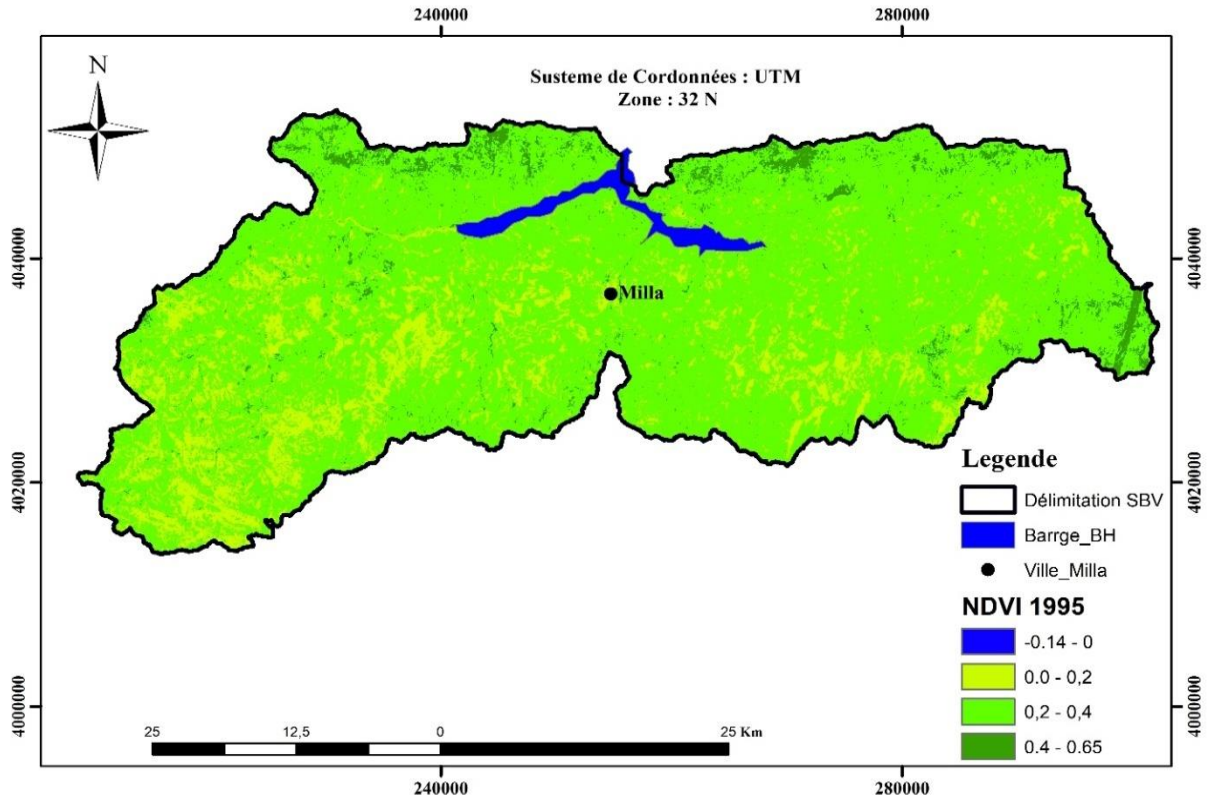 240000
280000
N
Susteme de Cordonnées : UTM
Zone : 32 N
4040000
4040000
Milla
4020000
4020000
Legende
Délimitation SBV
Barrge_BH
Ville_Milla
NDVI 1995
-0.14 - 0
0.0 - 0,2
0,2 - 0,4
0.4 - 0.65
4000000
4000000
25
12,5
0
25 Km
240000
280000